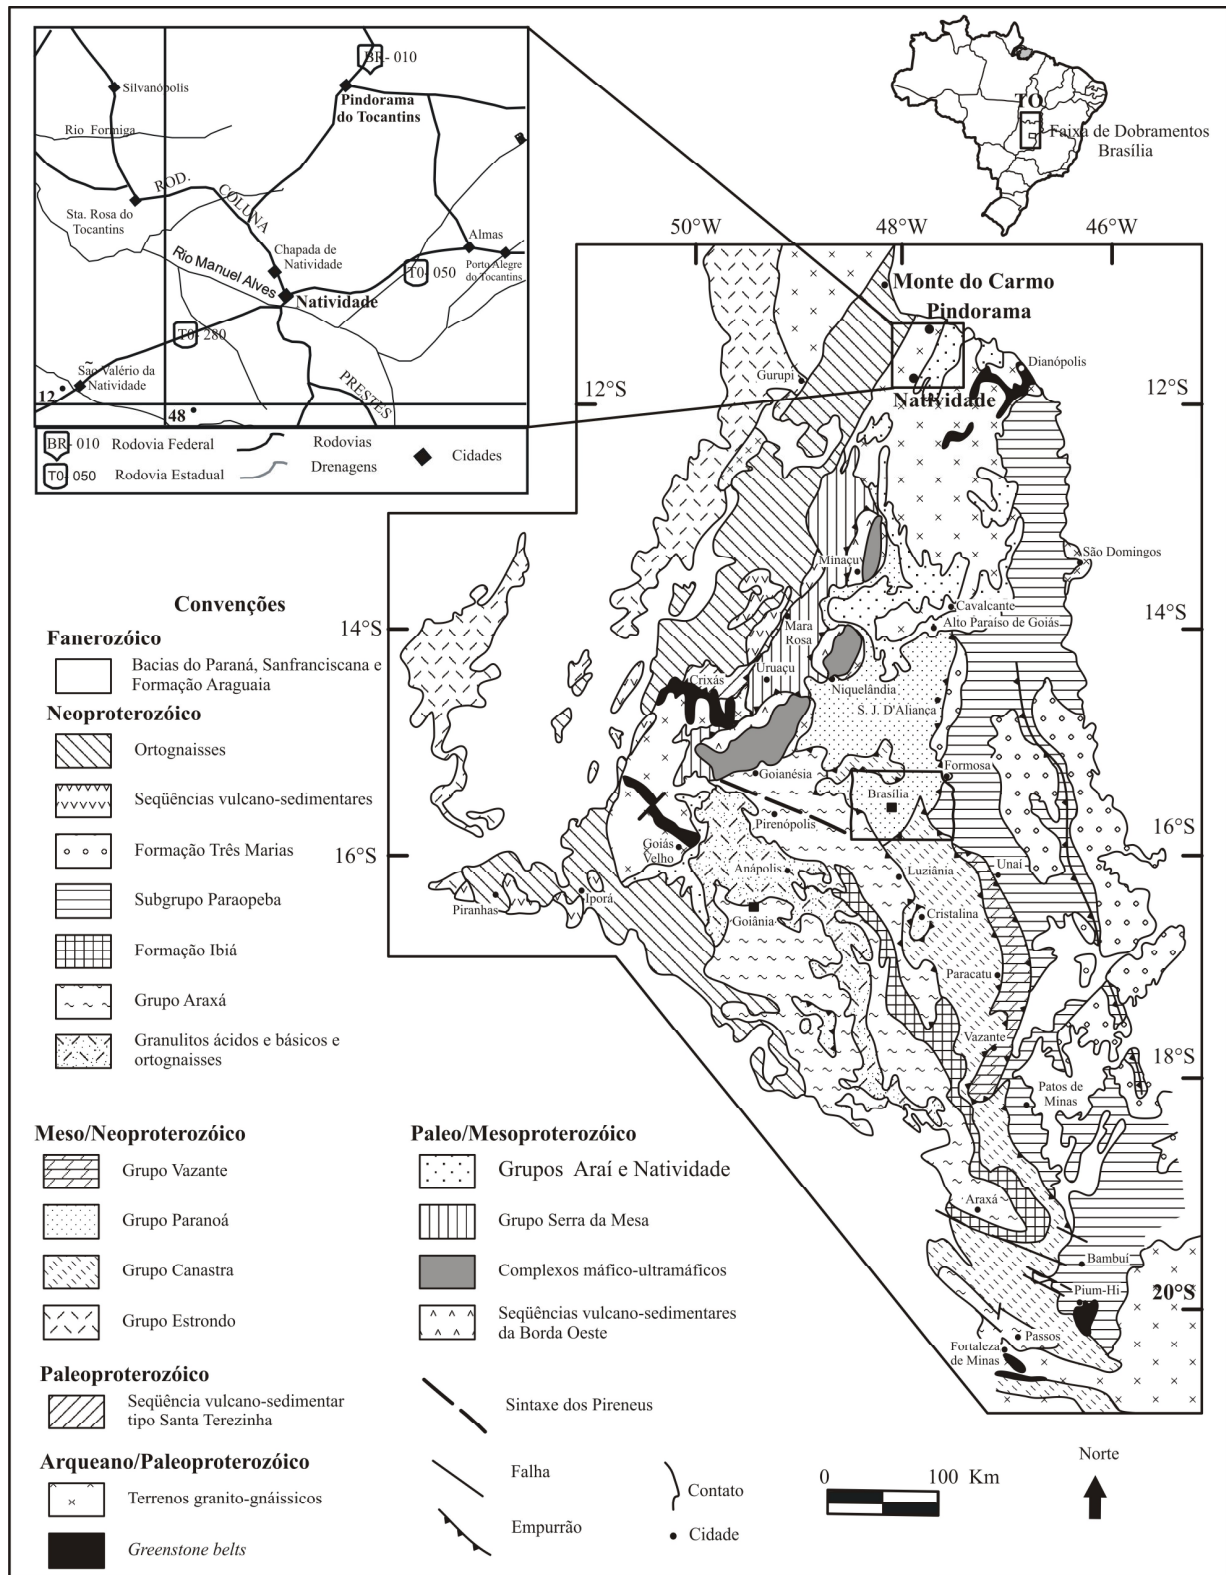 BR- 010
Silvanópolis
Pindorama
do Tocantins
Rio Formiga
ROD.
COLUNA
Sta. Rosa do
Tocantins
Chapada de
Natividade
Almas
Porto Alegre
do Tocantins
Rio Manuel Alves
T0- 050
Natividade
T0- 280
São Valério da
Natividade
PRESTES
12
48
BR- 010
Rodovia Federal
Rodovias
Cidades
T0- 050
Rodovia Estadual
Drenagens
TO
Faixa de Dobramentos
Brasília
50°W
48°W
46°W
Monte do Carmo
Pindorama
Dianópolis
Gurupi
12°S
12°S
Natividade
Minaçu
São Domingos
Cavalcante
Alto Paraíso de Goiás
14°S
14°S
Mara
Rosa
Uruaçu
Crixás
Niquelândia
S. J. D'Aliança
Goianésia
Formosa
Brasília
Pirenópolis
16°S
16°S
Goiás
Velho
Anápolis
Luziânia
Unaí
Piranhas
Iporá
Goiânia
Cristalina
Paracatu
Vazante
18°S
Patos de
Minas
Araxá
Bambuí
Pium-Hi
20°S
Passos
Fortaleza
de Minas
Convenções
Fanerozóico
Bacias do Paraná, Sanfranciscana e
Formação Araguaia
Neoproterozóico
Ortognaisses
Seqüências vulcano-sedimentares
Formação Três Marias
Subgrupo Paraopeba
Formação Ibiá
Grupo Araxá
Granulitos ácidos e básicos e
ortognaisses
Meso/Neoproterozóico
Grupo Vazante
Grupo Paranoá
Grupo Canastra
Grupo Estrondo
Paleoproterozóico
Seqüência vulcano-sedimentar
tipo Santa Terezinha
Arqueano/Paleoproterozóico
Terrenos granito-gnáissicos
Greenstone belts
Paleo/Mesoproterozóico
Grupos Araí e Natividade
Grupo Serra da Mesa
Complexos máfico-ultramáficos
Seqüências vulcano-sedimentares
da Borda Oeste
Sintaxe dos Pireneus
Falha
Empurrão
Contato
Cidade
0 100 Km
Norte